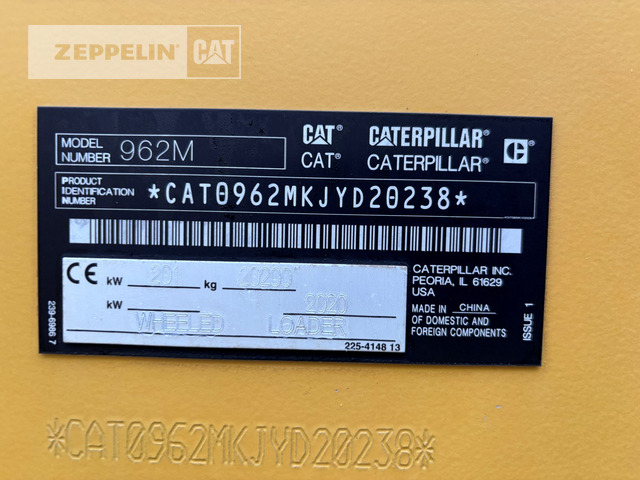 ZEPPELIN CAT
MODEL NUMBER 962M
CAT® CATERPILLAR® C
CAT® CATERPILLAR®
PRODUCT IDENTIFICATION NUMBER *CAT0962MKJYD20238*
CE kW 201 kg
kW 2020
WHEELED LOADER
225-4148 13
239-6986 7
CATERPILLAR INC.
PEORIA, IL 61629
USA
MADE IN CHINA
OF DOMESTIC AND
FOREIGN COMPONENTS
ISSUE 1
*CAT0962MKJYD20238*